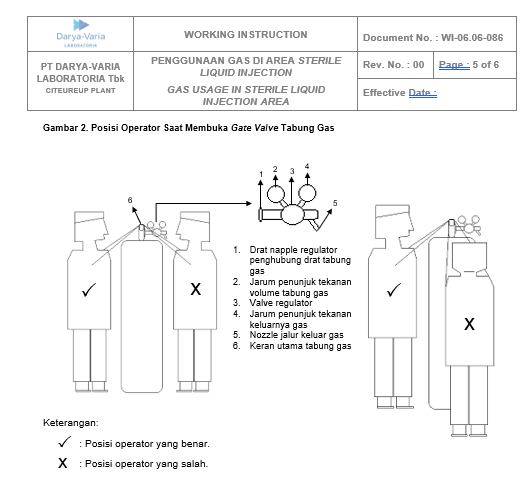 Darya-Varia
LABORATORIA
PT DARYA-VARIA
LABORATORIA Tbk
CITEUREUP PLANT
WORKING INSTRUCTION
PENGGUNAAN GAS DI AREA STERILE
LIQUID INJECTION
GAS USAGE IN STERILE LIQUID
INJECTION AREA
Document No. : WI-06.06-086
Rev. No. : 00
Page : 5 of 6
Effective Date :
Gambar 2. Posisi Operator Saat Membuka Gate Valve Tabung Gas
1 2 3 4
5
6
1. Drat napple regulator
penghubung drat tabung
gas
2. Jarum penunjuk tekanan
volume tabung gas
3. Valve regulator
4. Jarum penunjuk tekanan
keluarnya gas
5. Nozzle jalur keluar gas
6. Keran utama tabung gas
✓ X
✓ X
Keterangan:
✓ : Posisi operator yang benar.
X : Posisi operator yang salah.